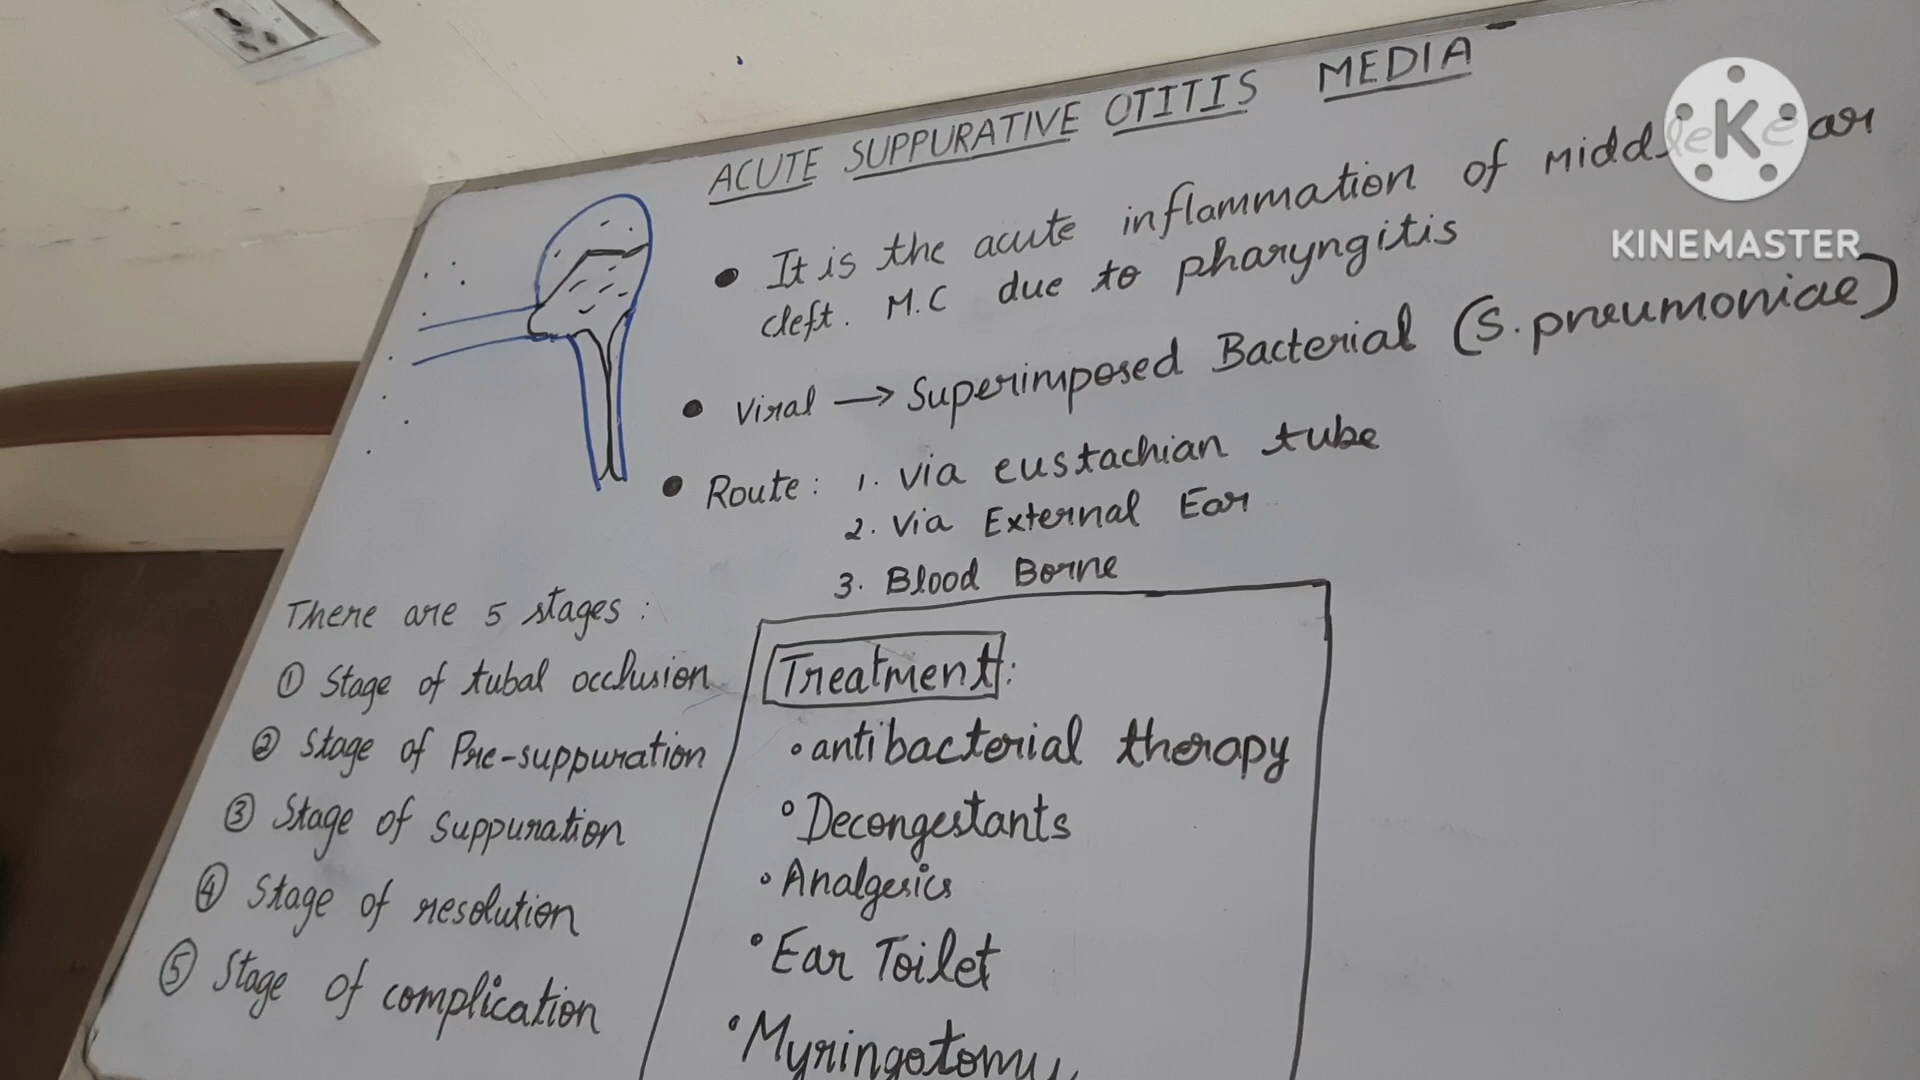 ACUTE SUPPURATIVE OTITIS MEDIA
• It is the acute inflammation of middle ear
cleft. M.C due to pharyngitis
• Viral → Superimposed Bacterial (S. pneumoniae)
• Route: 1. via eustachian tube
2. via External Ear
3. Blood Borne
There are 5 stages:
① Stage of tubal occlusion
② Stage of Pre-suppuration
③ Stage of suppuration
④ Stage of resolution
⑤ Stage of complication
Treatment:
• antibacterial therapy
• Decongestants
• Analgesics
• Ear Toilet
• Myringotomy
K
KINEMASTER